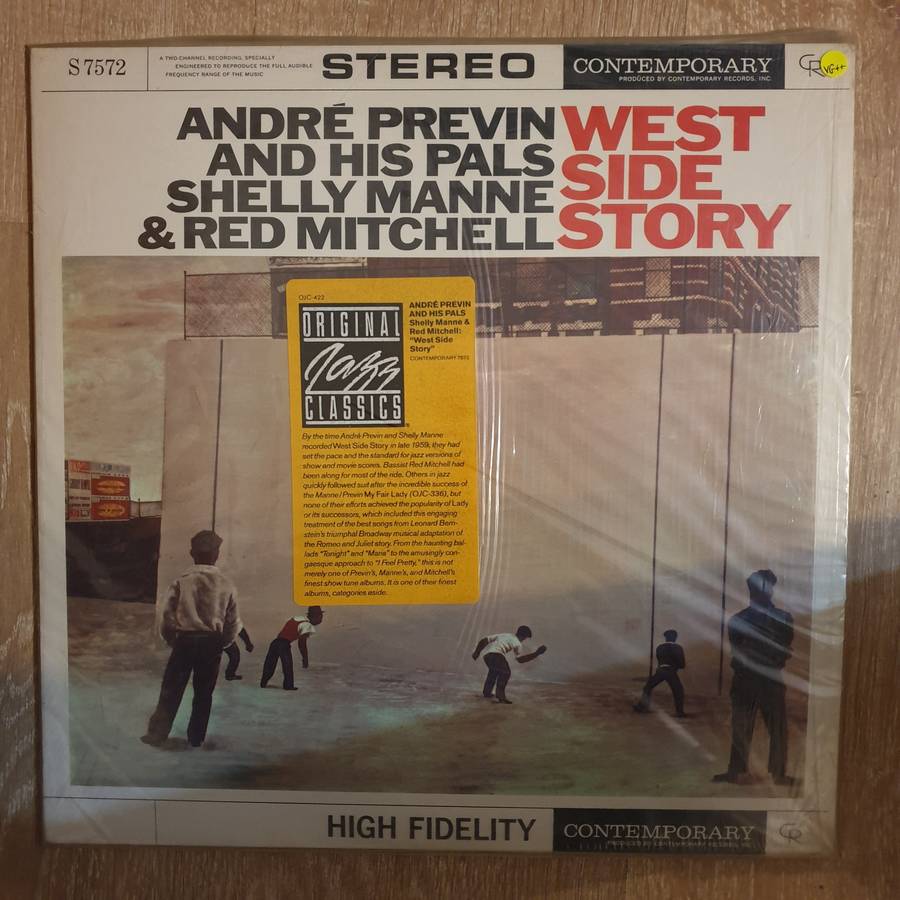 S 7572
A TWO-CHANNEL RECORDING, SPECIALLY
ENGINEERED TO REPRODUCE THE FULL AUDIBLE
FREQUENCY RANGE OF THE MUSIC
STEREO
CONTEMPORARY
PRODUCED BY CONTEMPORARY RECORDS, INC.
CR
VG++
ANDRÉ PREVIN
AND HIS PALS
SHELLY MANNE
& RED MITCHELL
WEST
SIDE
STORY
OJC-422
ORIGINAL
Jazz
CLASSICS
ANDRÉ PREVIN
AND HIS PALS
Shelly Manne &
Red Mitchell:
"West Side
Story"
By the time André Previn and Shelly Manne
recorded West Side Story in late 1959, they had
set the pace and the standard for jazz versions of
show and movie scores. Bassist Red Mitchell had
been along for most of the ride. Others in jazz
quickly followed suit after the incredible success of
the Manne/Previn My Fair Lady (OJC-336), but
none of their efforts achieved the popularity of Lady
or its successors, which included this engaging
treatment of the best songs from Leonard Bern-
stein's triumphal Broadway musical adaptation of
the Romeo and Juliet story. From the haunting bal-
lads "Tonight" and "Maria" to the amusingly con-
gaesque approach to "I Feel Pretty," this is not
merely one of Previn's, Manne's, and Mitchell's
finest show tune albums. It is one of their finest
albums, categories aside.
HIGH FIDELITY
CONTEMPORARY
PRODUCED BY CONTEMPORARY RECORDS, INC.
CR